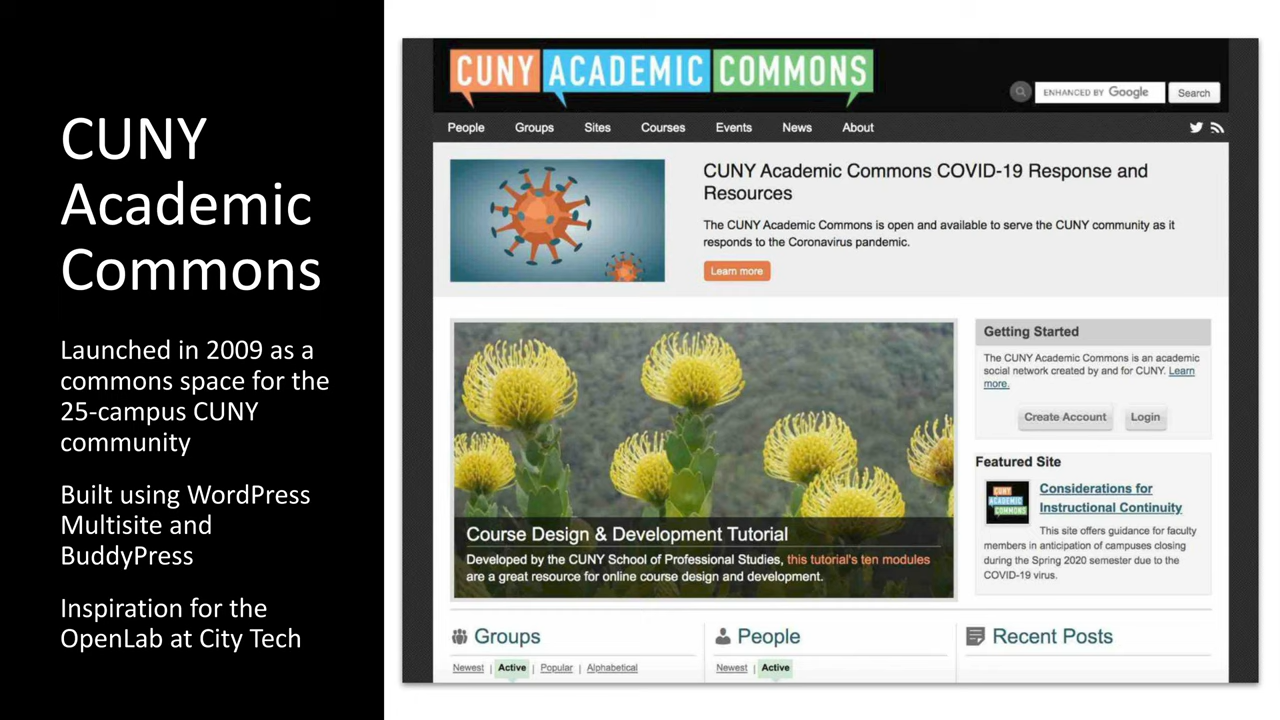 CUNY
Academic
Commons
Launched in 2009 as a
commons space for the
25-campus CUNY
community
Built using WordPress
Multisite and
BuddyPress
Inspiration for the
OpenLab at City Tech
CUNY ACADEMIC COMMONS
ENHANCED BY Google
Search
People Groups Sites Courses Events News About
CUNY Academic Commons COVID-19 Response and
Resources
The CUNY Academic Commons is open and available to serve the CUNY community as it
responds to the Coronavirus pandemic.
Learn more
Course Design & Development Tutorial
Developed by the CUNY School of Professional Studies, this tutorial's ten modules
are a great resource for online course design and development.
Getting Started
The CUNY Academic Commons is an academic
social network created by and for CUNY. Learn
more.
Create Account Login
Featured Site
CUNY
ACADEMIC
COMMONS
Considerations for
Instructional Continuity
This site offers guidance for faculty
members in anticipation of campuses closing
during the Spring 2020 semester due to the
COVID-19 virus.
Groups
Newest | Active | Popular | Alphabetical
People
Newest | Active
Recent Posts